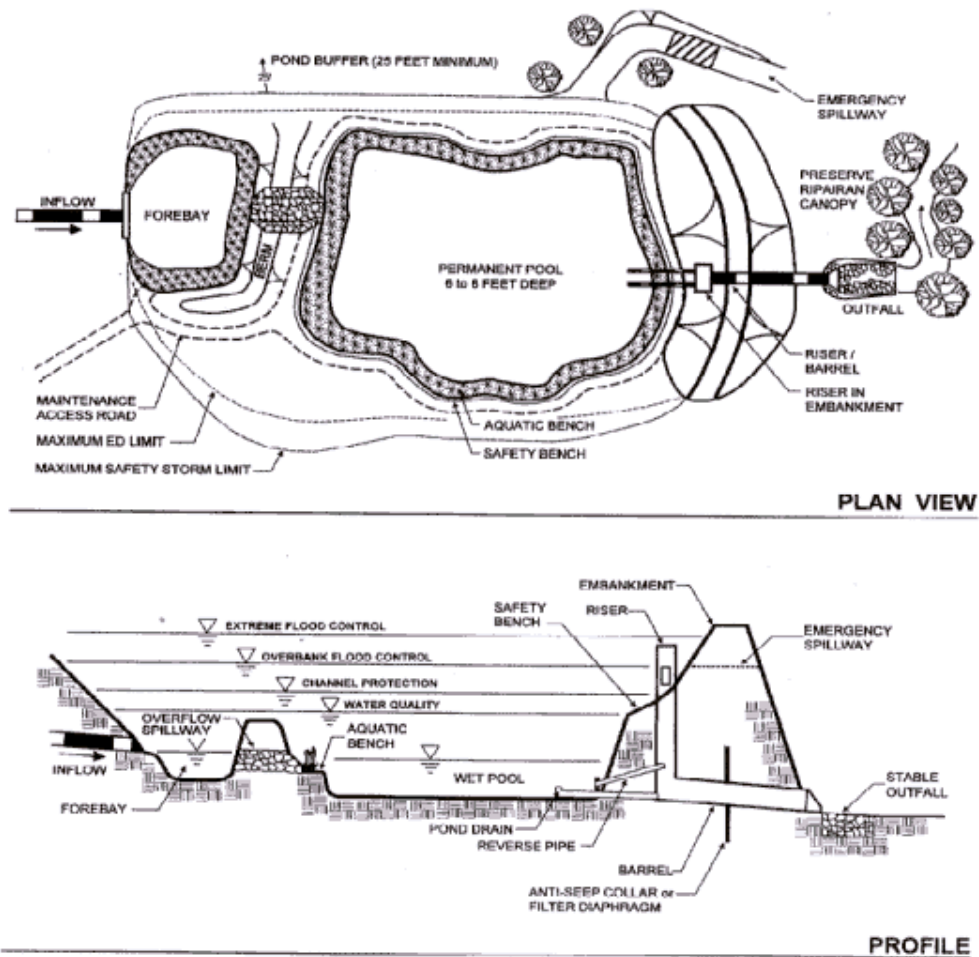 POND BUFFER (25 FEET MINIMUM)
25'
EMERGENCY
SPILLWAY
PRESERVE
RIPAIRAN
CANOPY
INFLOW
FOREBAY
BERM
PERMANENT POOL
6 to 8 FEET DEEP
OUTFALL
RISER /
BARREL
RISER IN
EMBANKMENT
MAINTENANCE
ACCESS ROAD
AQUATIC BENCH
MAXIMUM ED LIMIT
SAFETY BENCH
MAXIMUM SAFETY STORM LIMIT
PLAN VIEW
EMBANKMENT
SAFETY
BENCH
RISER
EXTREME FLOOD CONTROL
EMERGENCY
SPILLWAY
OVERBANK FLOOD CONTROL
CHANNEL PROTECTION
WATER QUALITY
OVERFLOW
SPILLWAY
AQUATIC
BENCH
INFLOW
WET POOL
FOREBAY
STABLE
OUTFALL
POND DRAIN
REVERSE PIPE
BARREL
ANTI-SEEP COLLAR or
FILTER DIAPHRAGM
PROFILE